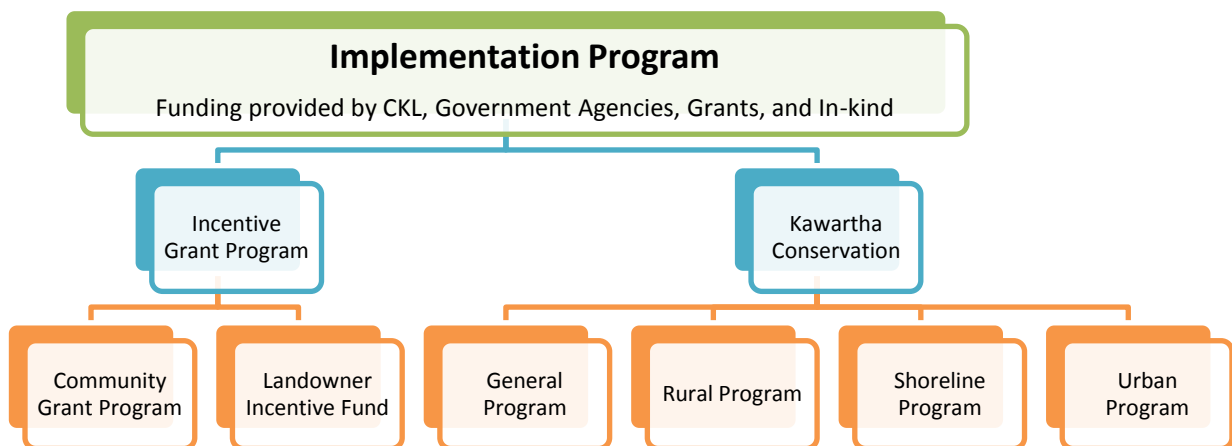 Implementation Program
Funding provided by CKL, Government Agencies, Grants, and In-kind
Incentive
Grant Program
Kawartha
Conservation
Community
Grant Program
Landowner
Incentive Fund
General
Program
Rural Program
Shoreline
Program
Urban
Program